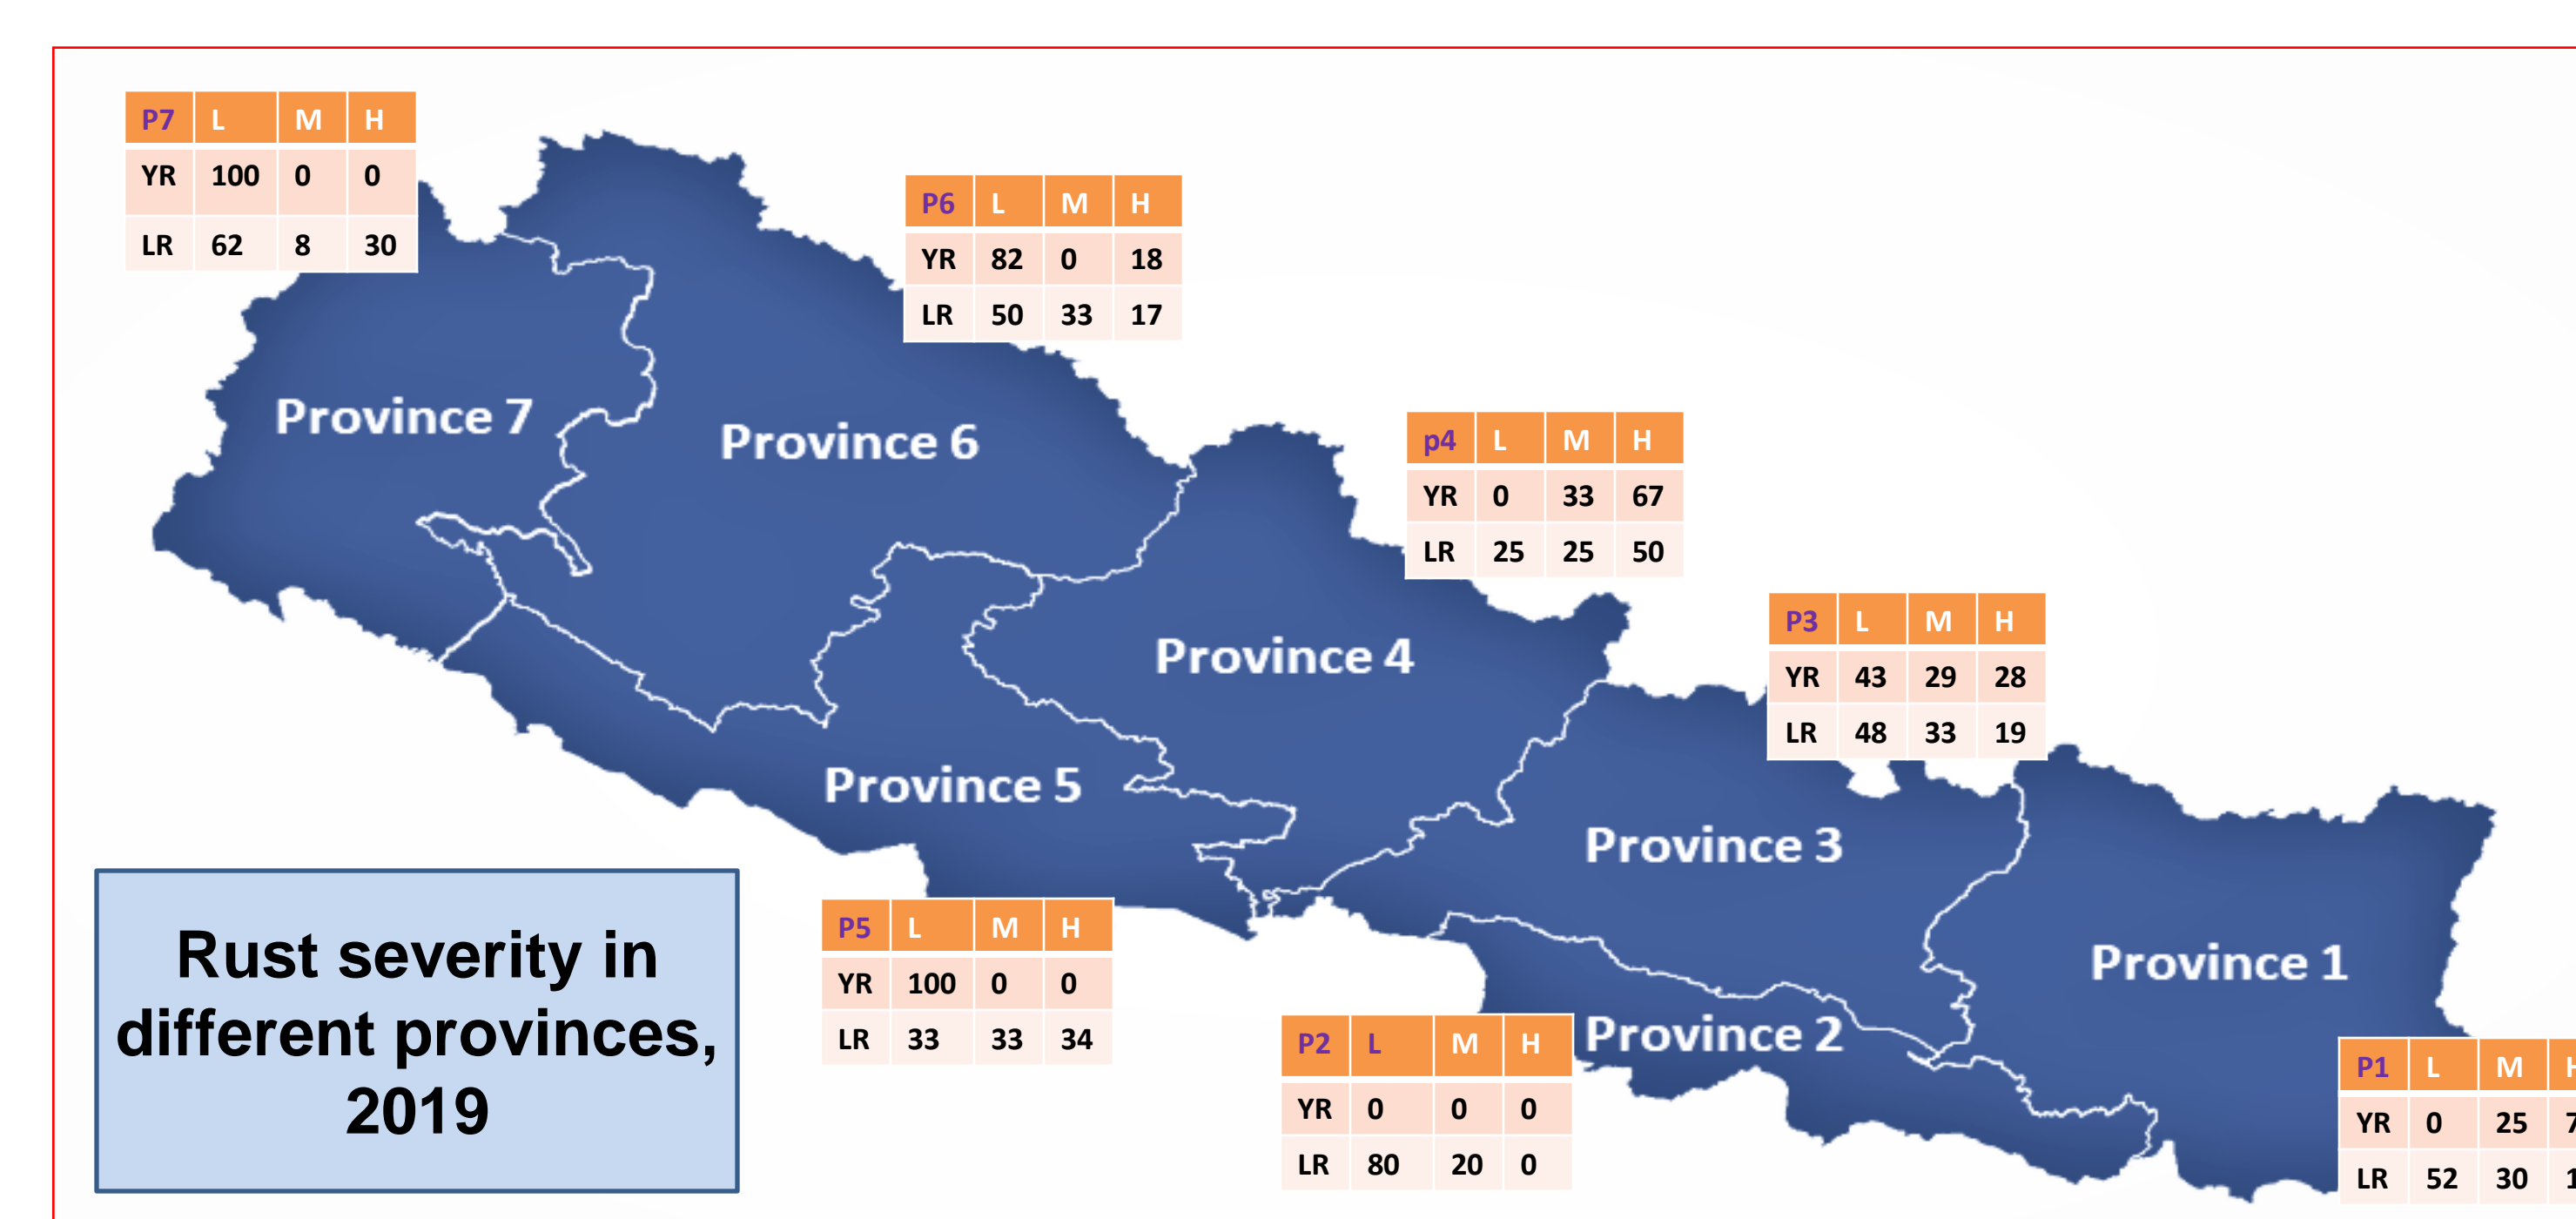 P7 L M H
YR 100 0 0
LR 62 8 30
P6 L M H
YR 82 0 18
LR 50 33 17
Province 7
Province 6
p4 L M H
YR 0 33 67
LR 25 25 50
Province 4
P3 L M H
YR 43 29 28
LR 48 33 19
Province 5
Province 3
Province 1
Province 2
P5 L M H
YR 100 0 0
LR 33 33 34
P2 L M H
YR 0 0 0
LR 80 20 0
P1 L M
YR 0 25
LR 52 30
Rust severity in
different provinces,
2019